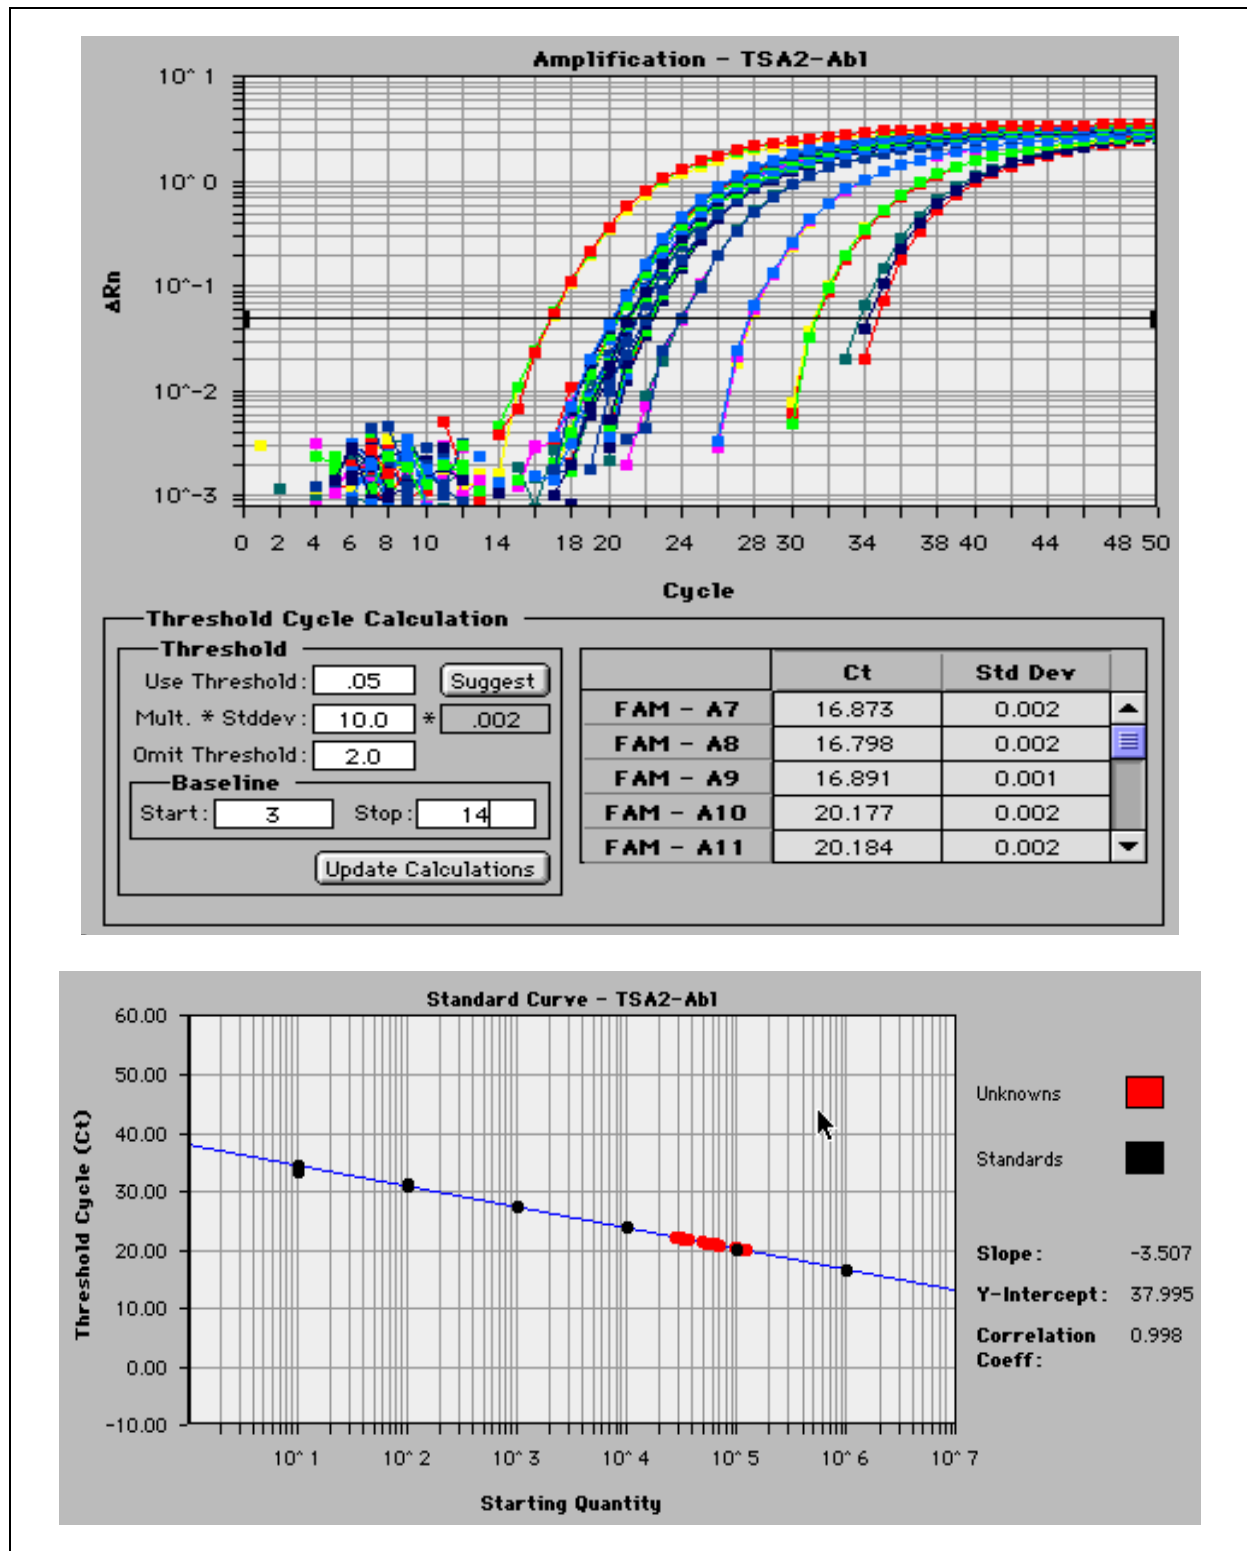 Amplification - TSA2-Abl
10^ 1
10^ 0
10^-1
10^-2
10^-3
ΔRn
0 2 4 6 8 10 14 18 20 24 28 30 34 38 40 44 48 50
Cycle
Threshold Cycle Calculation
Threshold
Use Threshold: .05 Suggest
Mult. * Stddev: 10.0 * .002
Omit Threshold: 2.0
Baseline
Start: 3 Stop: 14
Update Calculations
Ct Std Dev
FAM - A7 16.873 0.002
FAM - A8 16.798 0.002
FAM - A9 16.891 0.001
FAM - A10 20.177 0.002
FAM - A11 20.184 0.002
Standard Curve - TSA2-Abl
60.00
50.00
40.00
30.00
20.00
10.00
0.00
-10.00
Threshold Cycle (Ct)
10^ 1 10^ 2 10^ 3 10^ 4 10^ 5 10^ 6 10^ 7
Starting Quantity
Unknowns
Standards
Slope: -3.507
Y-Intercept: 37.995
Correlation 0.998
Coeff: